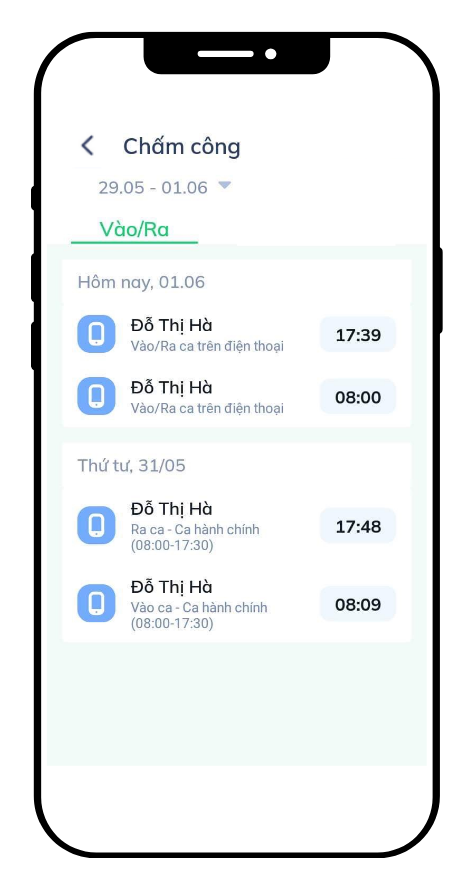 Chấm công
29.05 - 01.06
Vào/Ra
Hôm nay, 01.06
Đỗ Thị Hà
Vào/Ra ca trên điện thoại
17:39
Đỗ Thị Hà
Vào/Ra ca trên điện thoại
08:00
Thứ tư, 31/05
Đỗ Thị Hà
Ra ca - Ca hành chính
(08:00-17:30)
17:48
Đỗ Thị Hà
Vào ca - Ca hành chính
(08:00-17:30)
08:09